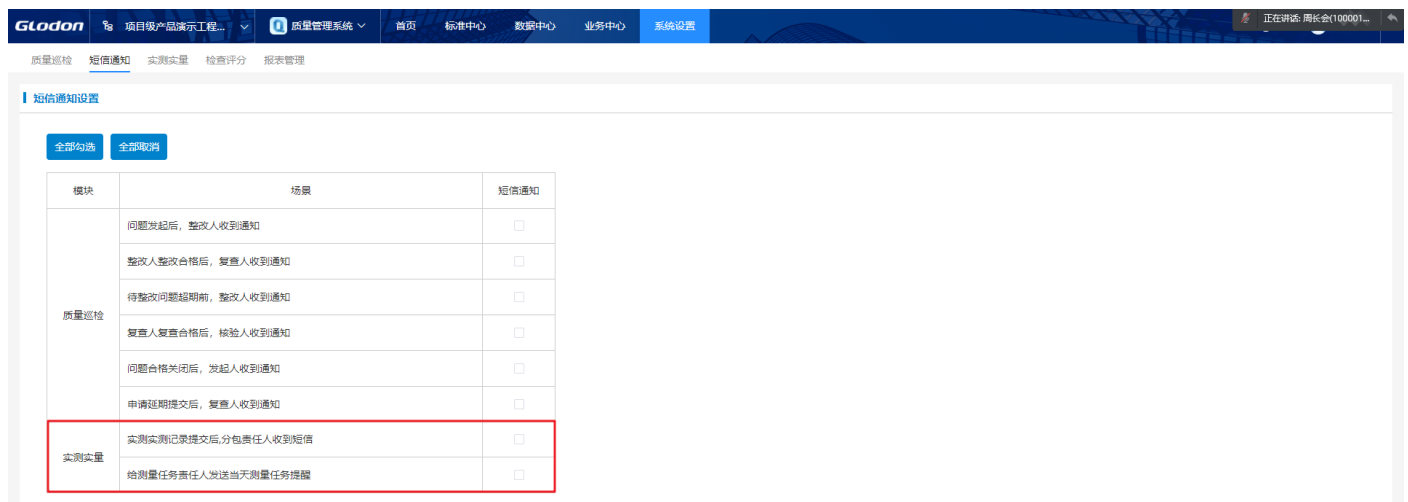 GLodon 项目级产品演示工程... 质量管理系统 首页 标准中心 数据中心 业务中心 系统设置 正在讲话: 周长会(100001...
质量巡检 短信通知 实测实量 检查评分 报表管理
短信通知设置
全部勾选 全部取消
模块 场景 短信通知
质量巡检
问题发起后，整改人收到通知
整改人整改合格后，复查人收到通知
待整改问题超期前，整改人收到通知
复查人复查合格后，核验人收到通知
问题合格关闭后，发起人收到通知
申请延期提交后，复查人收到通知
实测实量
实测实测记录提交后,分包责任人收到短信
给测量任务责任人发送当天测量任务提醒